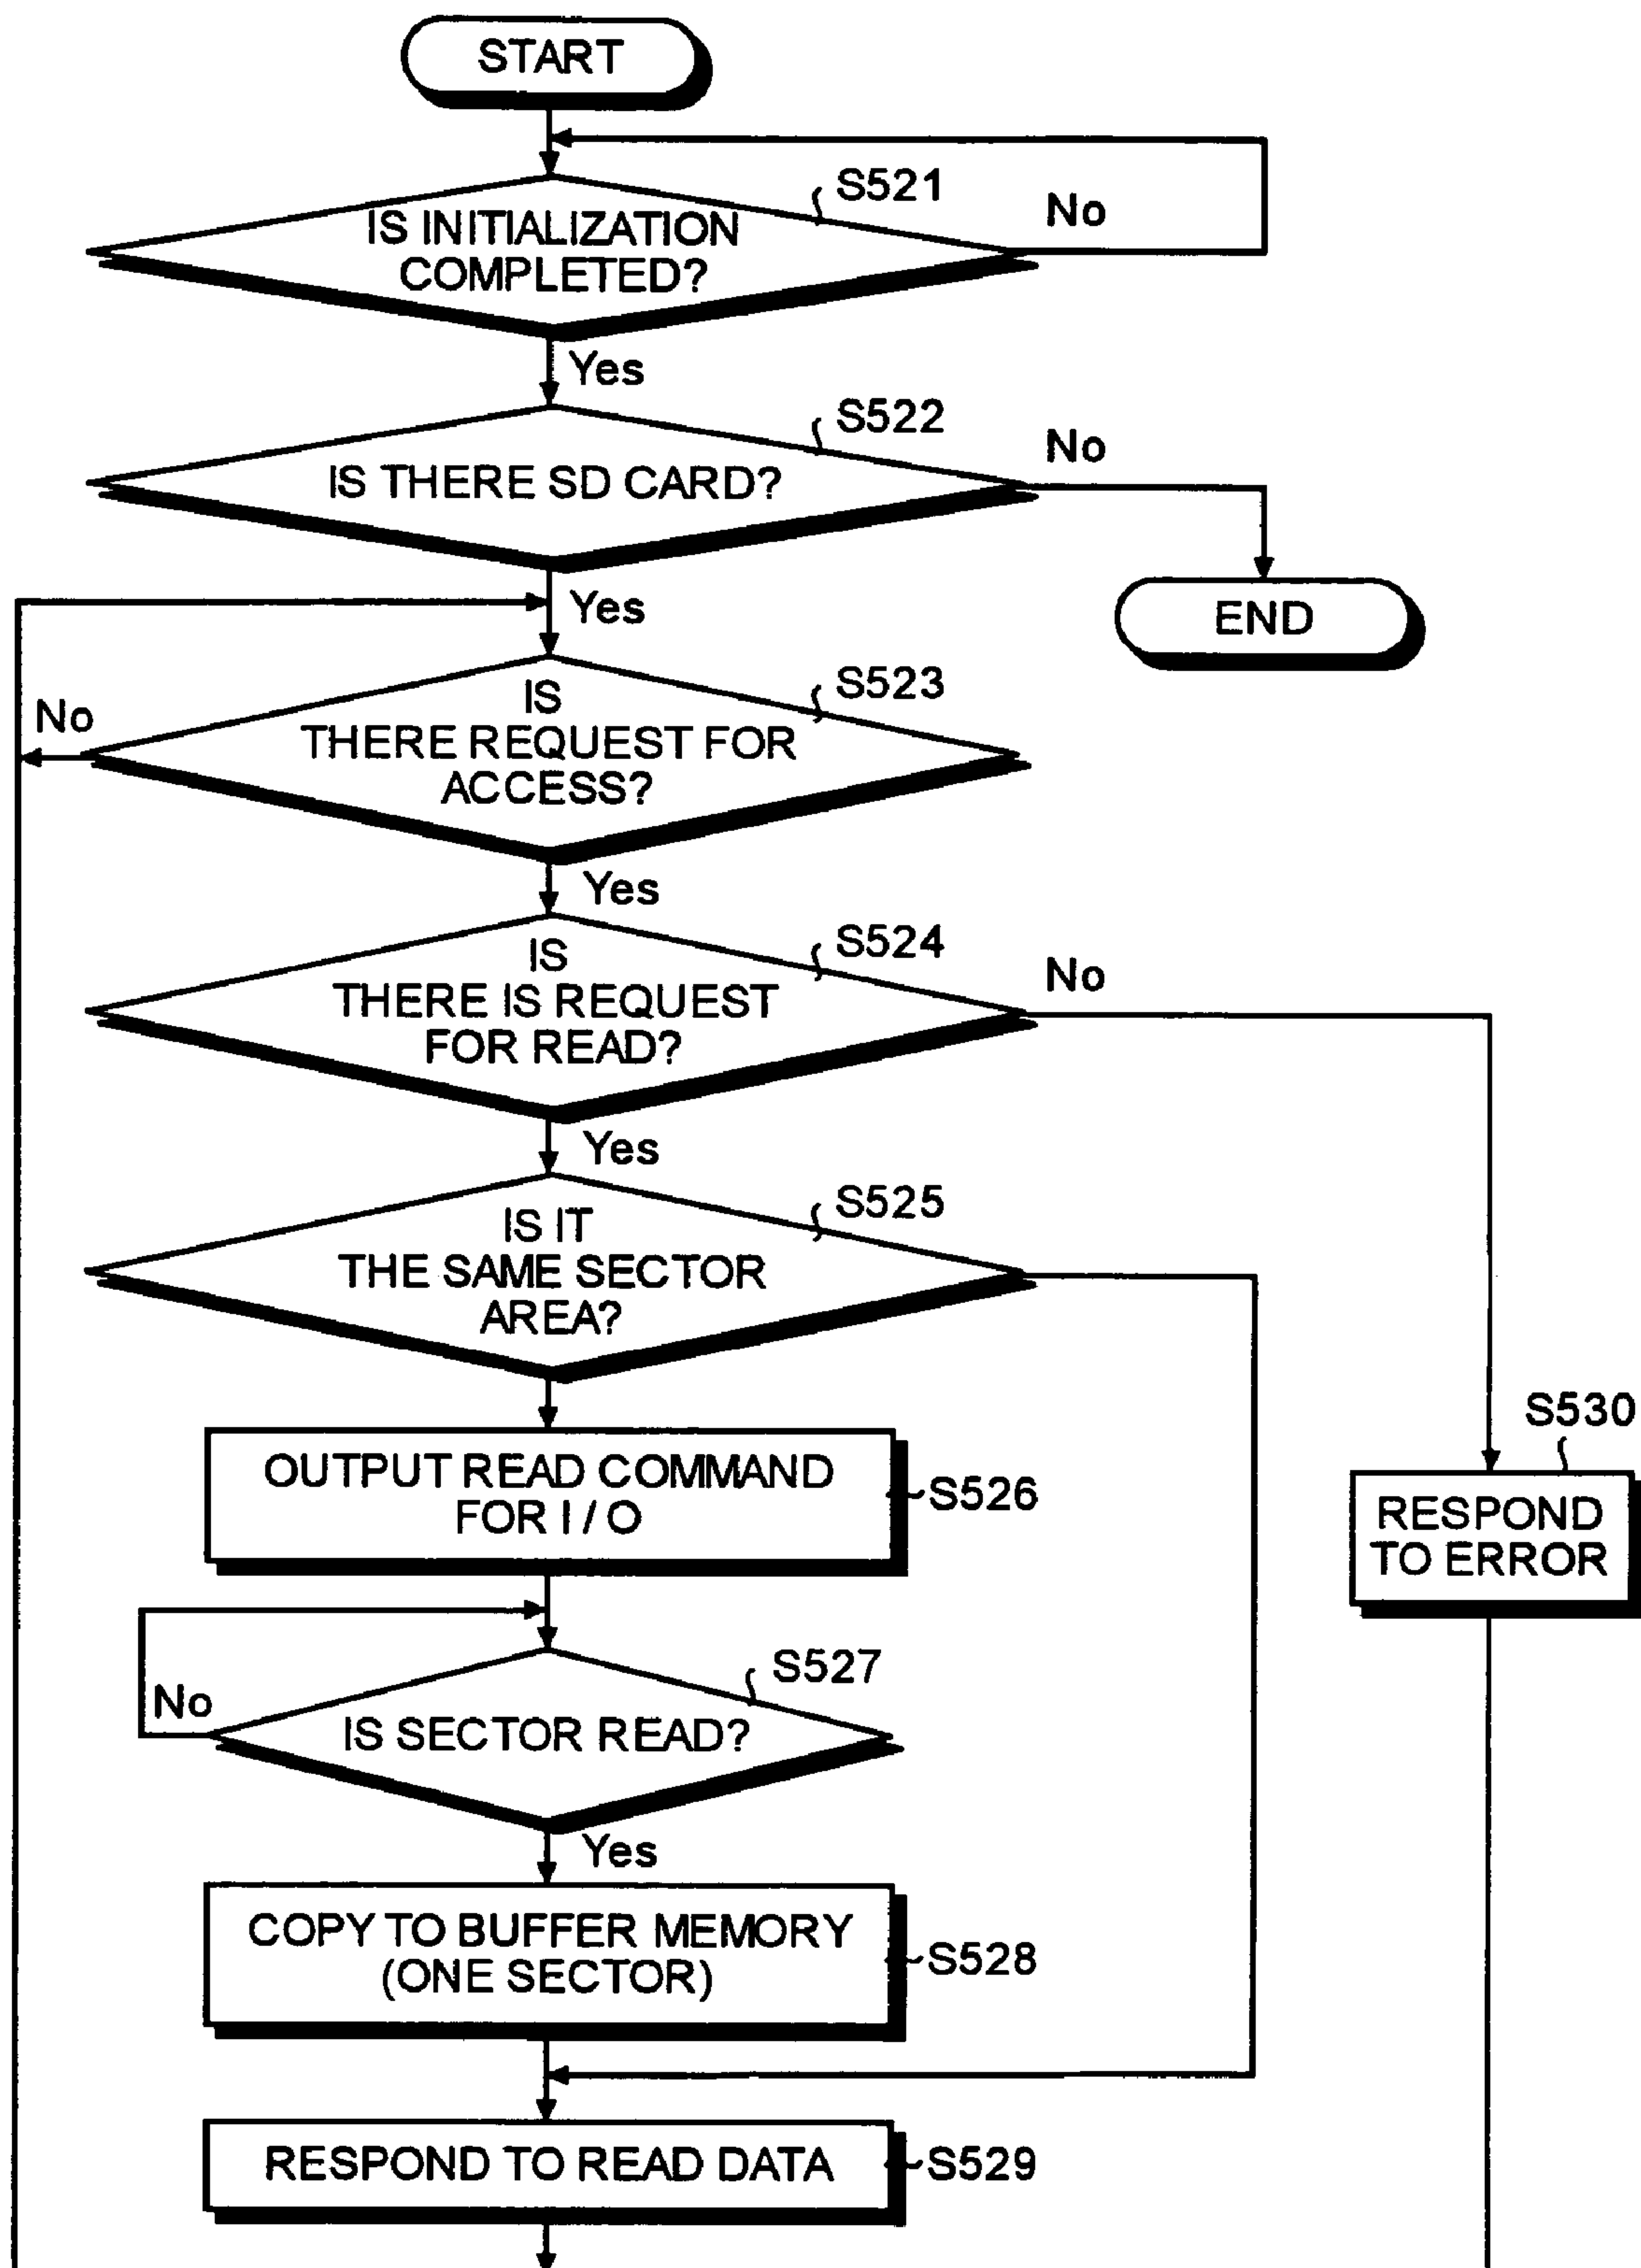 START
S521
No
IS INITIALIZATION
COMPLETED?
Yes
S522
No
IS THERE SD CARD?
Yes
END
S523
No
IS
THERE REQUEST FOR
ACCESS?
Yes
S524
No
IS
THERE IS REQUEST
FOR READ?
Yes
S525
IS IT
THE SAME SECTOR
AREA?
S530
OUTPUT READ COMMAND
FOR I / O
S526
RESPOND
TO ERROR
S527
No
IS SECTOR READ?
Yes
COPY TO BUFFER MEMORY
(ONE SECTOR)
S528
RESPOND TO READ DATA
S529